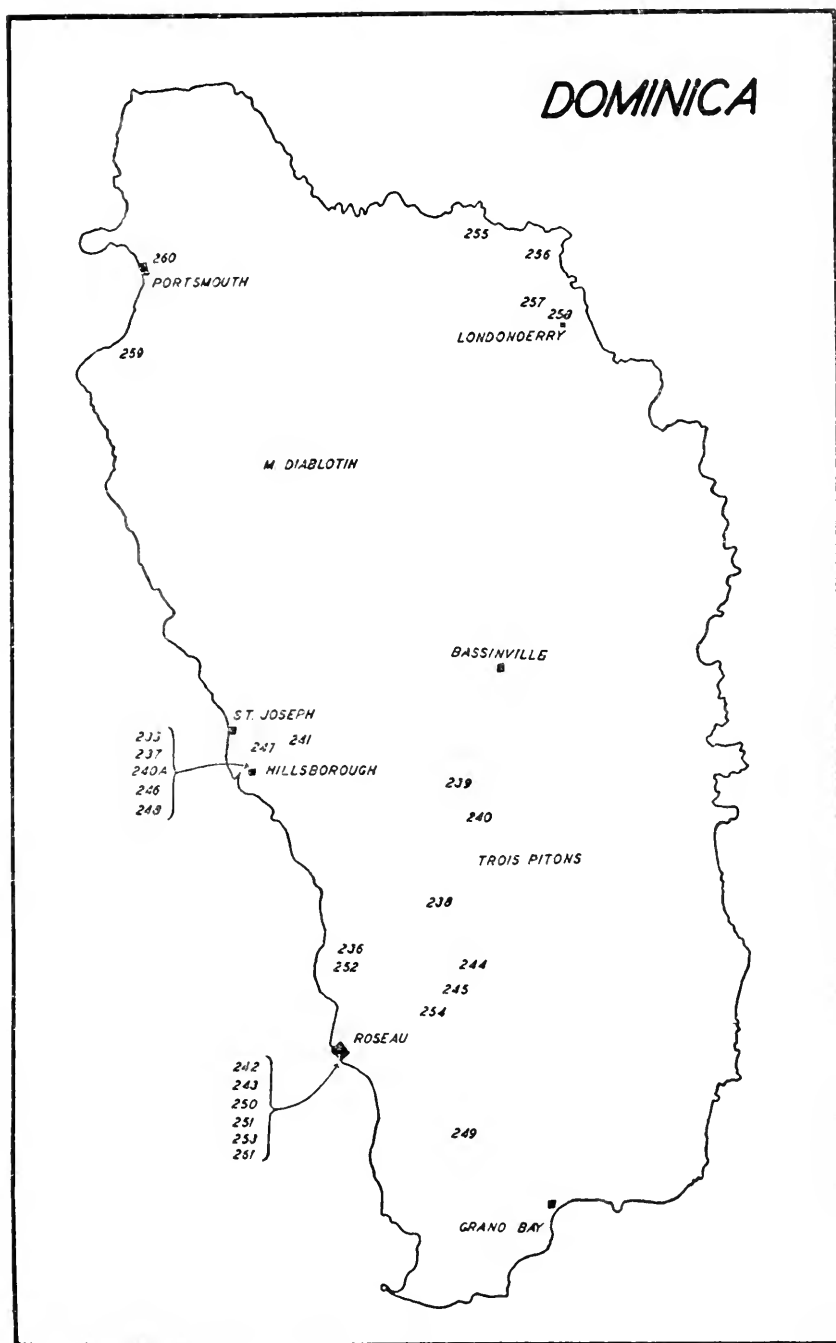 DOMINICA
255
256
260
PORTSMOUTH
257
258
LONDONDERRY
259
M. DIABLOTIN
BASSINVILLE
ST. JOSEPH
241
247
HILLSBOROUGH
235
237
240A
246
248
239
240
TROIS PITONS
238
236
252
244
245
254
ROSEAU
242
243
250
251
253
261
249
GRAND BAY